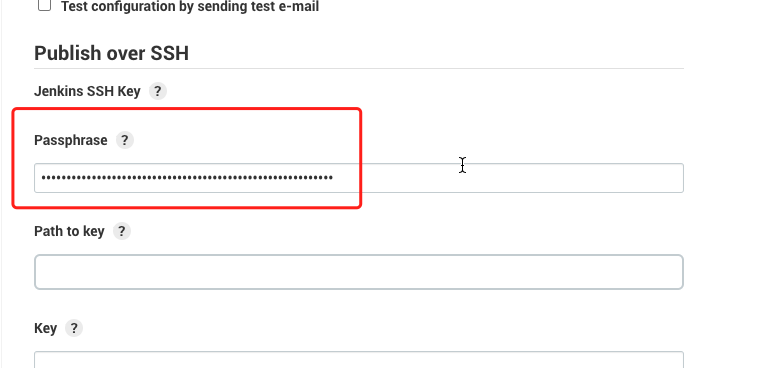 Test configuration by sending test e-mail
Publish over SSH
Jenkins SSH Key ?
Passphrase ?
Path to key ?
Key ?